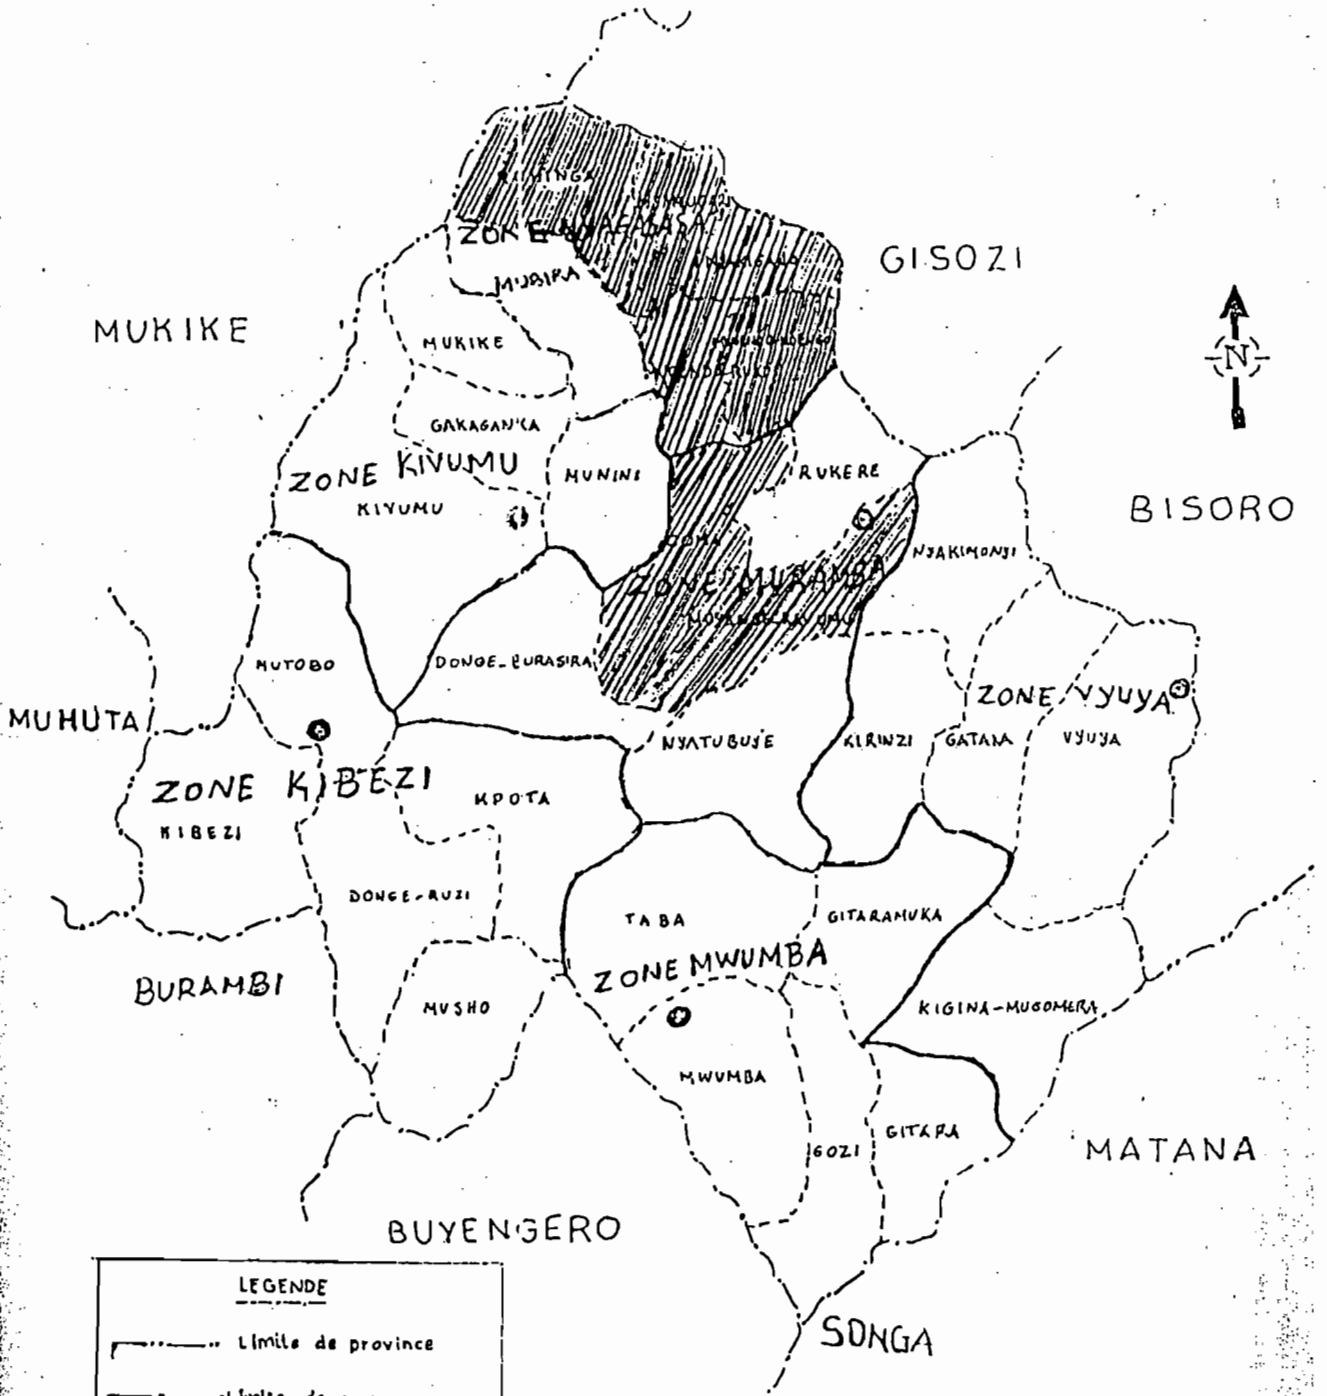 GISOZI
MUBIRA
MUKIKE
N
MUKIKE
GAKAGANKA
ZONE KIVUMU
MUNINI
RUKERE
KIVUMU
BISORO
NYAKIMONYI
ZONE MURAMBA
MUTOBO
DONGE-BURASIRA
ZONE VYUYA
MUHUTA
NYATUBUYE
KIRINZI
GATARA
VYUYA
ZONE KIBEZI
KPOTA
KIBEZI
DONGE-RUZI
TABA
GITARAMUKA
ZONE MWUMBA
BURAMBI
MUSHO
KIGINA-MUGOMERA
MWUMBA
GOZI
GITARA
MATANA
BUYENGERO
LEGENDE
Limite de province
SONGA